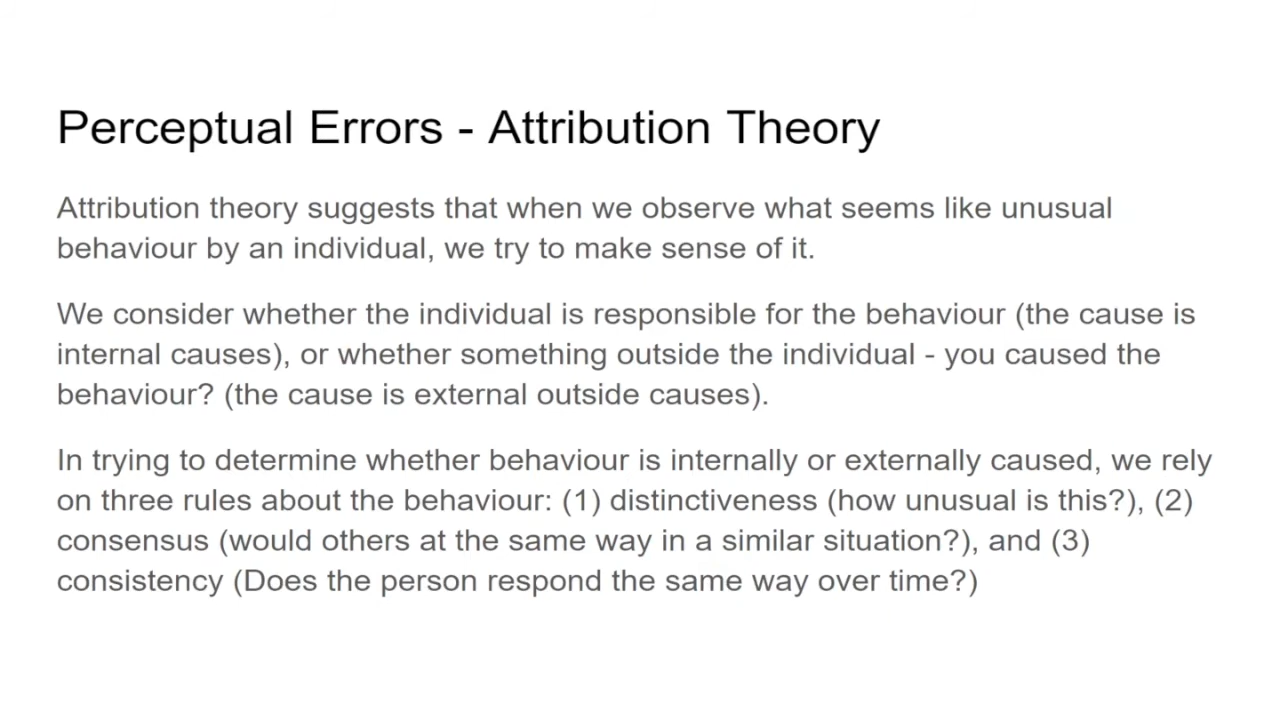 Perceptual Errors - Attribution Theory
Attribution theory suggests that when we observe what seems like unusual
behaviour by an individual, we try to make sense of it.
We consider whether the individual is responsible for the behaviour (the cause is
internal causes), or whether something outside the individual - you caused the
behaviour? (the cause is external outside causes).
In trying to determine whether behaviour is internally or externally caused, we rely
on three rules about the behaviour: (1) distinctiveness (how unusual is this?), (2)
consensus (would others at the same way in a similar situation?), and (3)
consistency (Does the person respond the same way over time?)